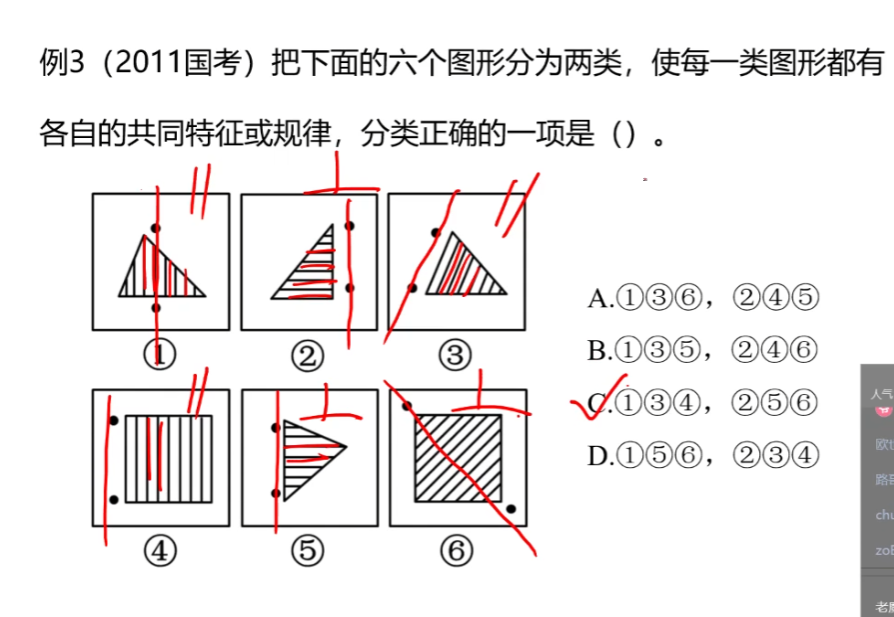 例3（2011国考）把下面的六个图形分为两类，使每一类图形都有
各自的共同特征或规律，分类正确的一项是（）。
① ② ③
④ ⑤ ⑥
A.①③⑥，②④⑤
B.①③⑤，②④⑥
C.①③④，②⑤⑥
D.①⑤⑥，②③④
人气
欧
路
chu
zo
老